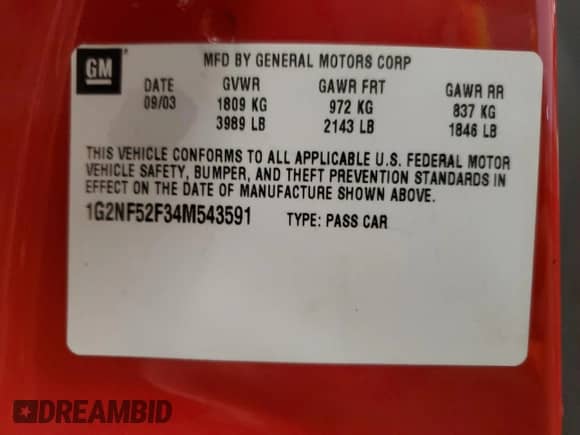 GM
MFD BY GENERAL MOTORS CORP
DATE GVWR GAWR FRT GAWR RR
09/03 1809 KG 972 KG 837 KG
3989 LB 2143 LB 1846 LB
THIS VEHICLE CONFORMS TO ALL APPLICABLE U.S. FEDERAL MOTOR
VEHICLE SAFETY, BUMPER, AND THEFT PREVENTION STANDARDS IN
EFFECT ON THE DATE OF MANUFACTURE SHOWN ABOVE.
1G2NF52F34M543591 TYPE: PASS CAR
DREAMBID